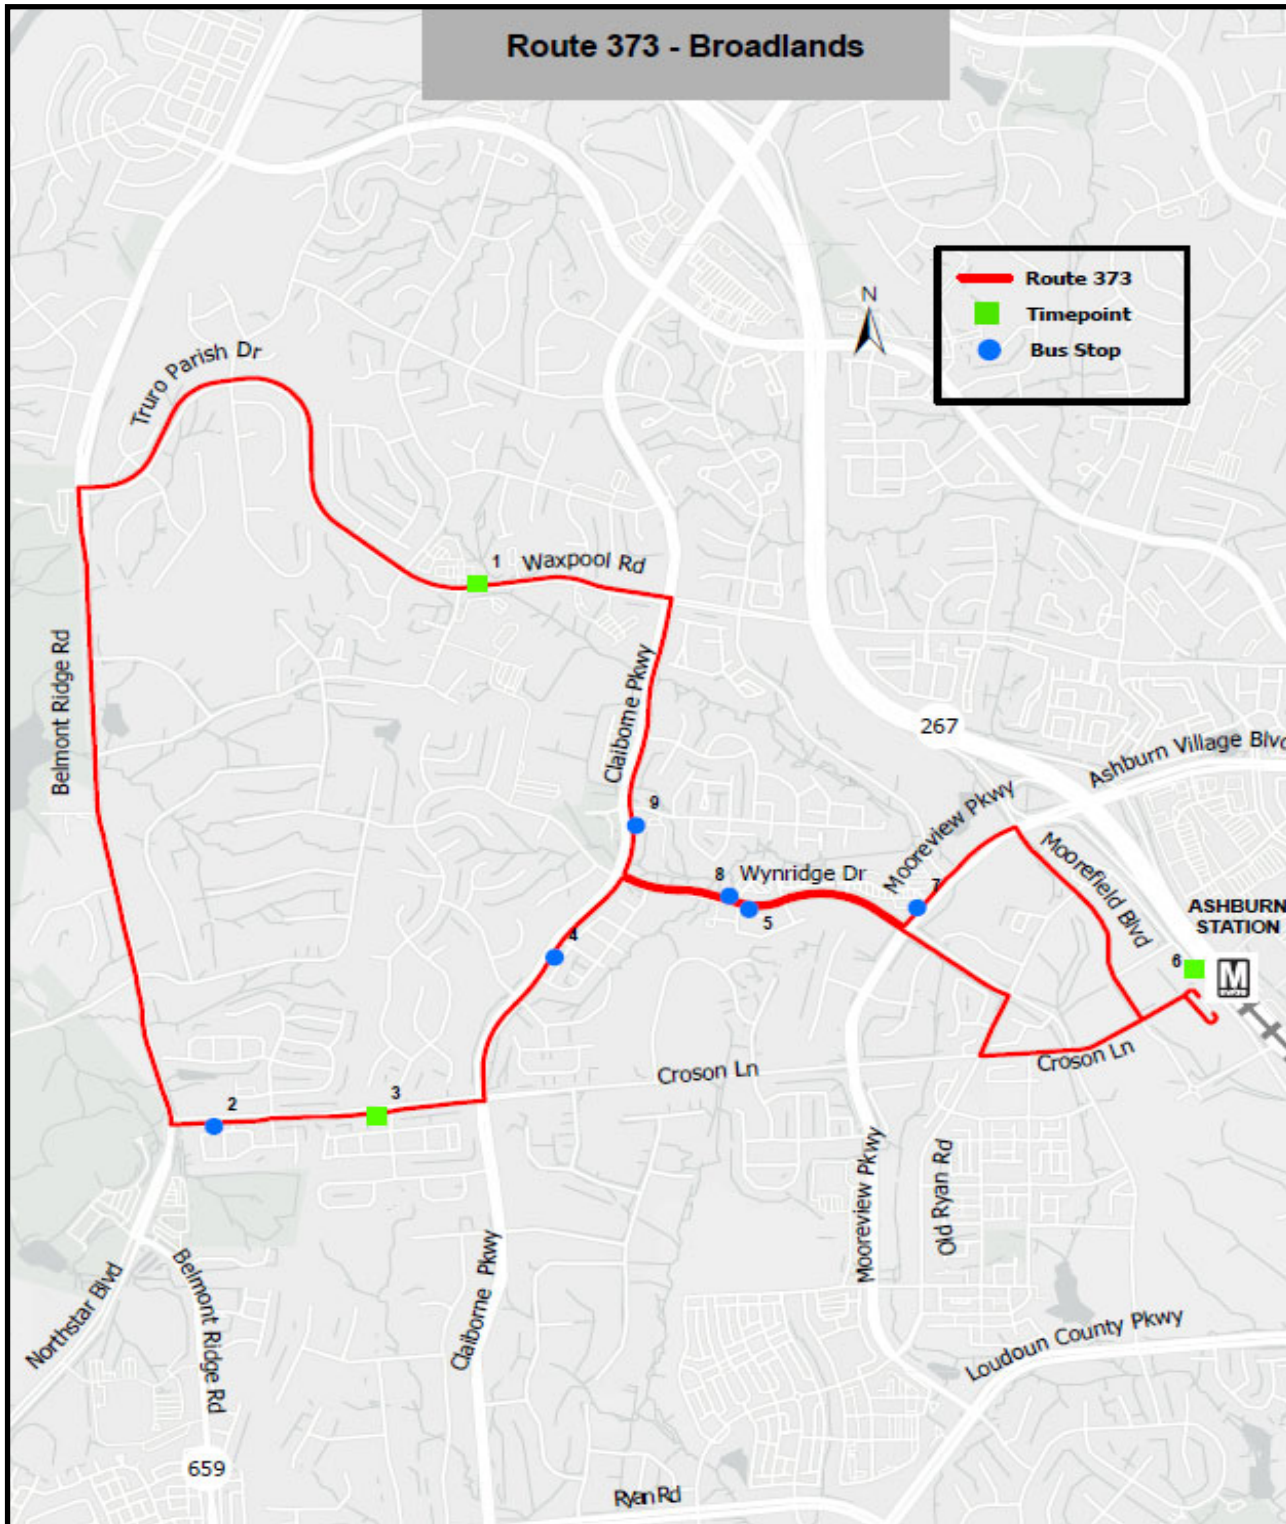 Route 373 - Broadlands
N
Route 373
Timepoint
Bus Stop
Truro Parish Dr
1
Waxpool Rd
Belmont Ridge Rd
Claiborne Pkwy
267
Ashburn Village Blvd
9
Mooreview Pkwy
Moorefield Blvd
8
Wynridge Dr
7
5
ASHBURN
STATION
4
6
M
Croson Ln
Croson Ln
2
3
Mooreview Pkwy
Old Ryan Rd
Northstar Blvd
Belmont Ridge Rd
Claiborne Pkwy
Loudoun County Pkwy
659
Ryan Rd